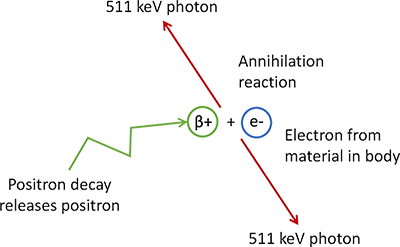 511 keV photon
Annihilation
reaction
β+ + e-
Electron from
material in body
Positron decay
releases positron
511 keV photon